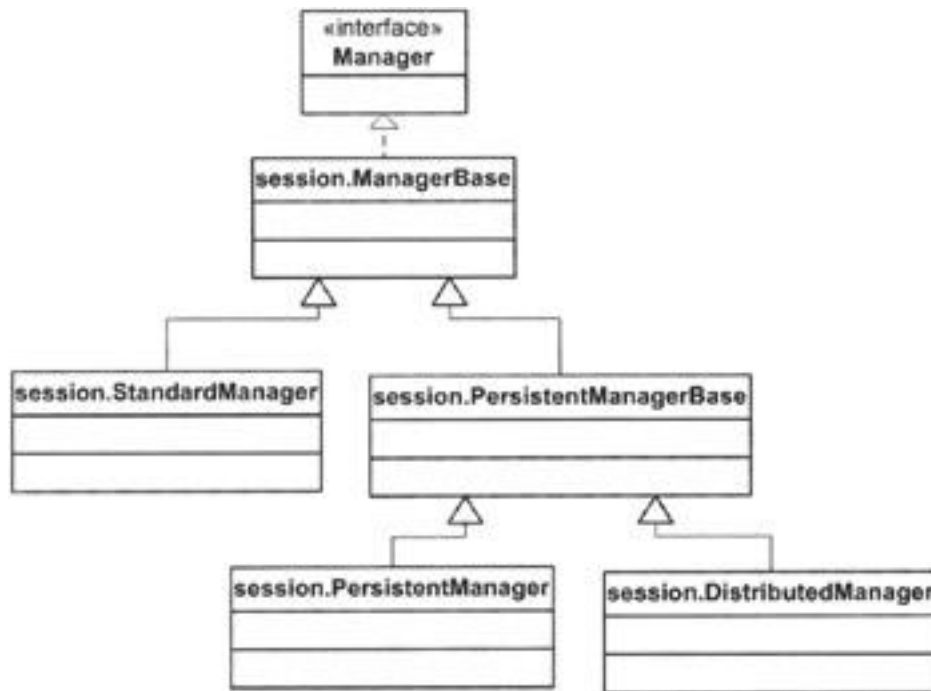 «interface»
Manager
session.ManagerBase
session.StandardManager
session.PersistentManagerBase
session.PersistentManager
session.DistributedManager